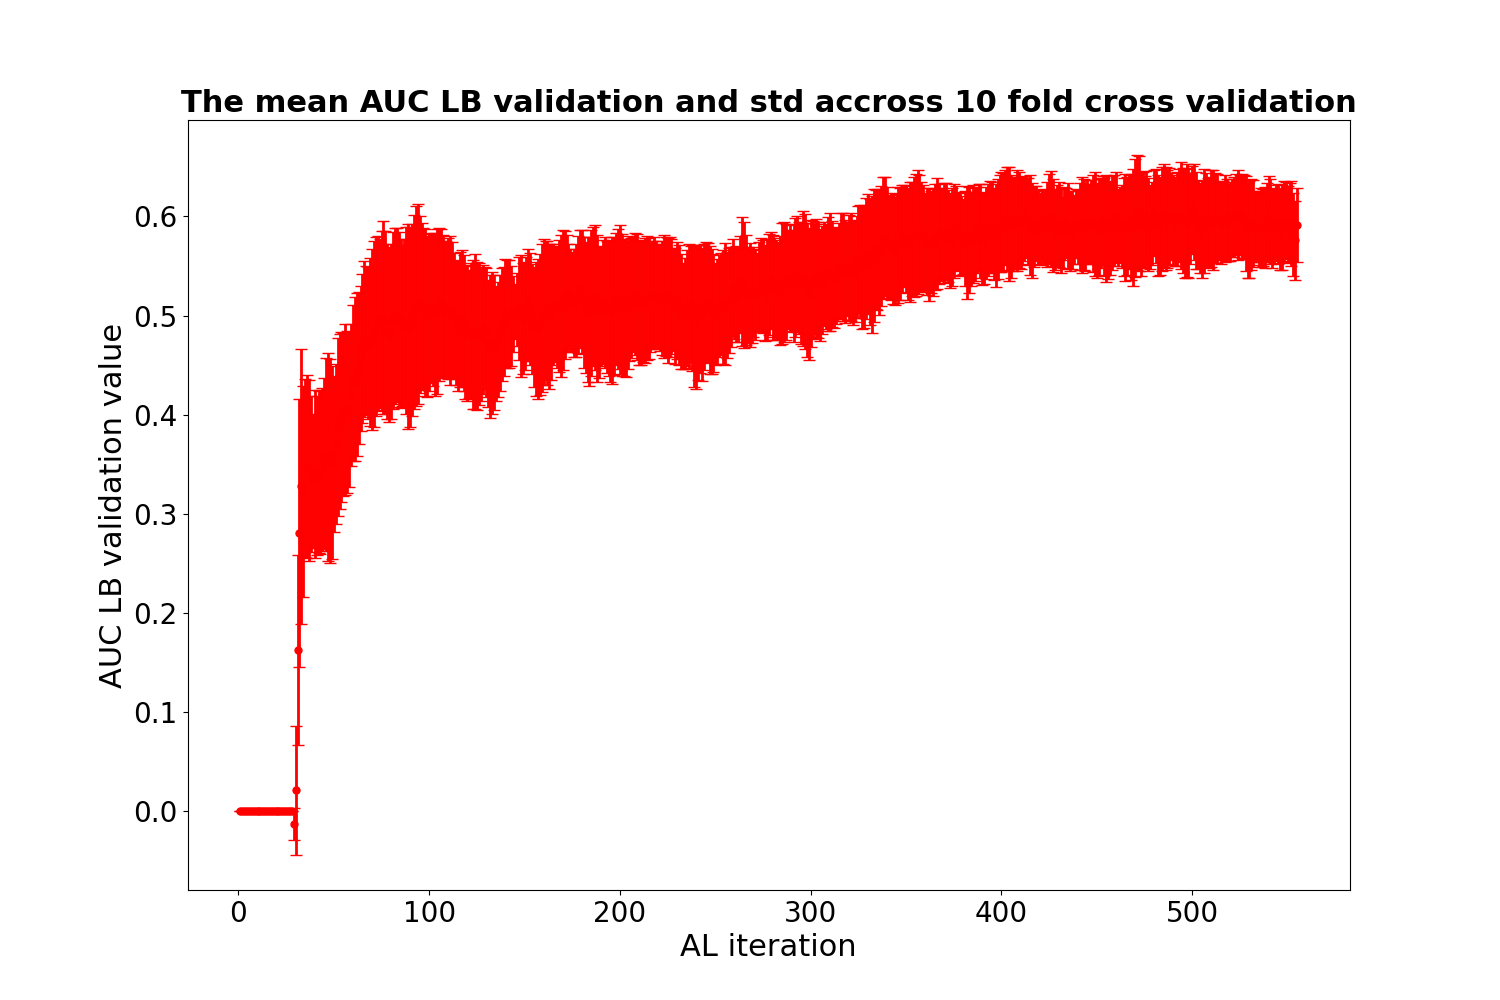 The mean AUC LB validation and std accross 10 fold cross validation
0.6
0.5
0.4
0.3
0.2
0.1
0.0
AUC LB validation value
0 100 200 300 400 500
AL iteration